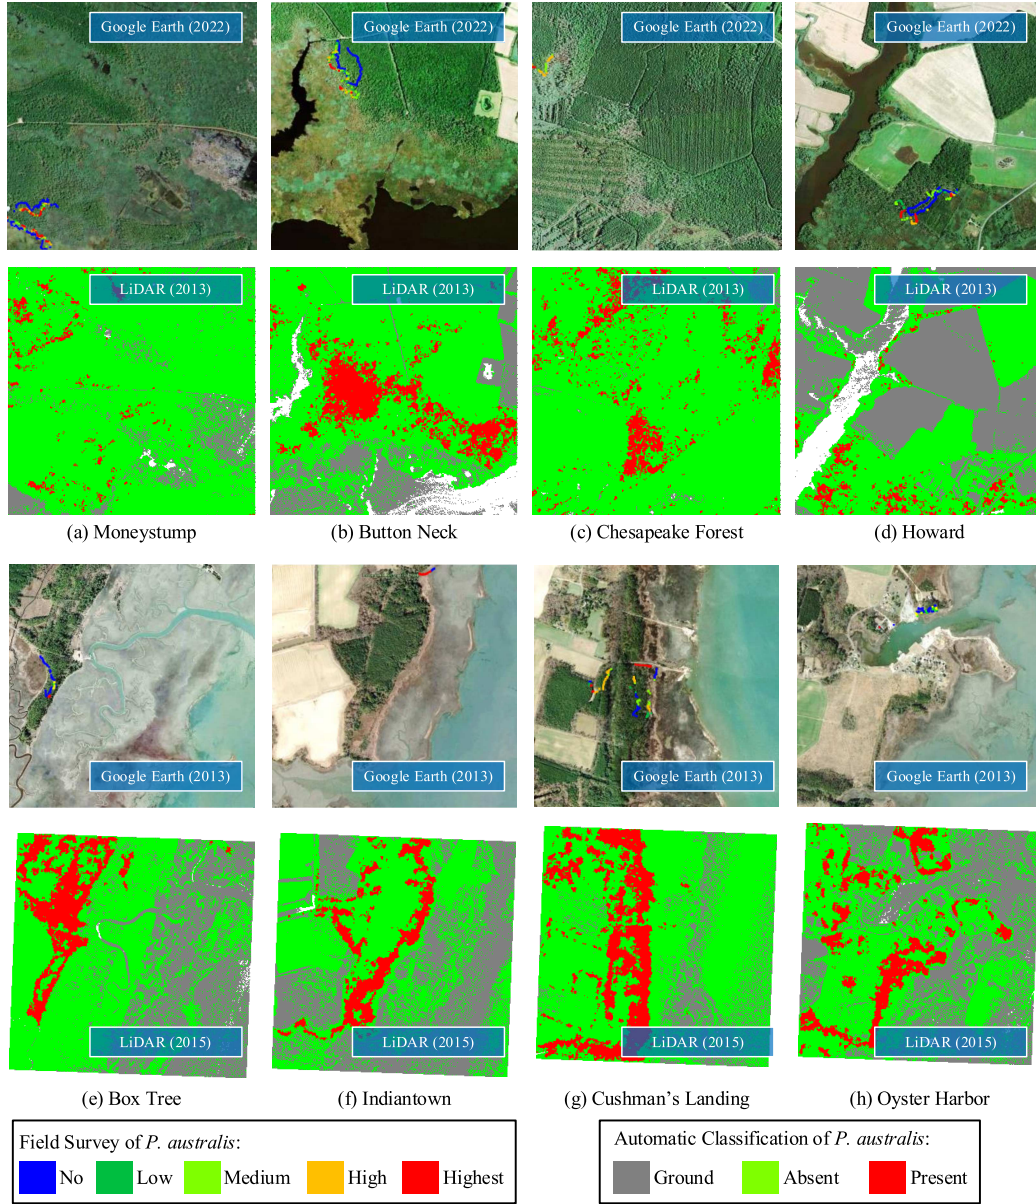 Google Earth (2022)
Google Earth (2022)
Google Earth (2022)
Google Earth (2022)
LiDAR (2013)
LiDAR (2013)
LiDAR (2013)
LiDAR (2013)
(a) Moneystump
(b) Button Neck
(c) Chesapeake Forest
(d) Howard
Google Earth (2013)
Google Earth (2013)
Google Earth (2013)
Google Earth (2013)
LiDAR (2015)
LiDAR (2015)
LiDAR (2015)
LiDAR (2015)
(e) Box Tree
(f) Indiantown
(g) Cushman's Landing
(h) Oyster Harbor
Field Survey of P. australis:
No
Low
Medium
High
Highest
Automatic Classification of P. australis:
Ground
Absent
Present